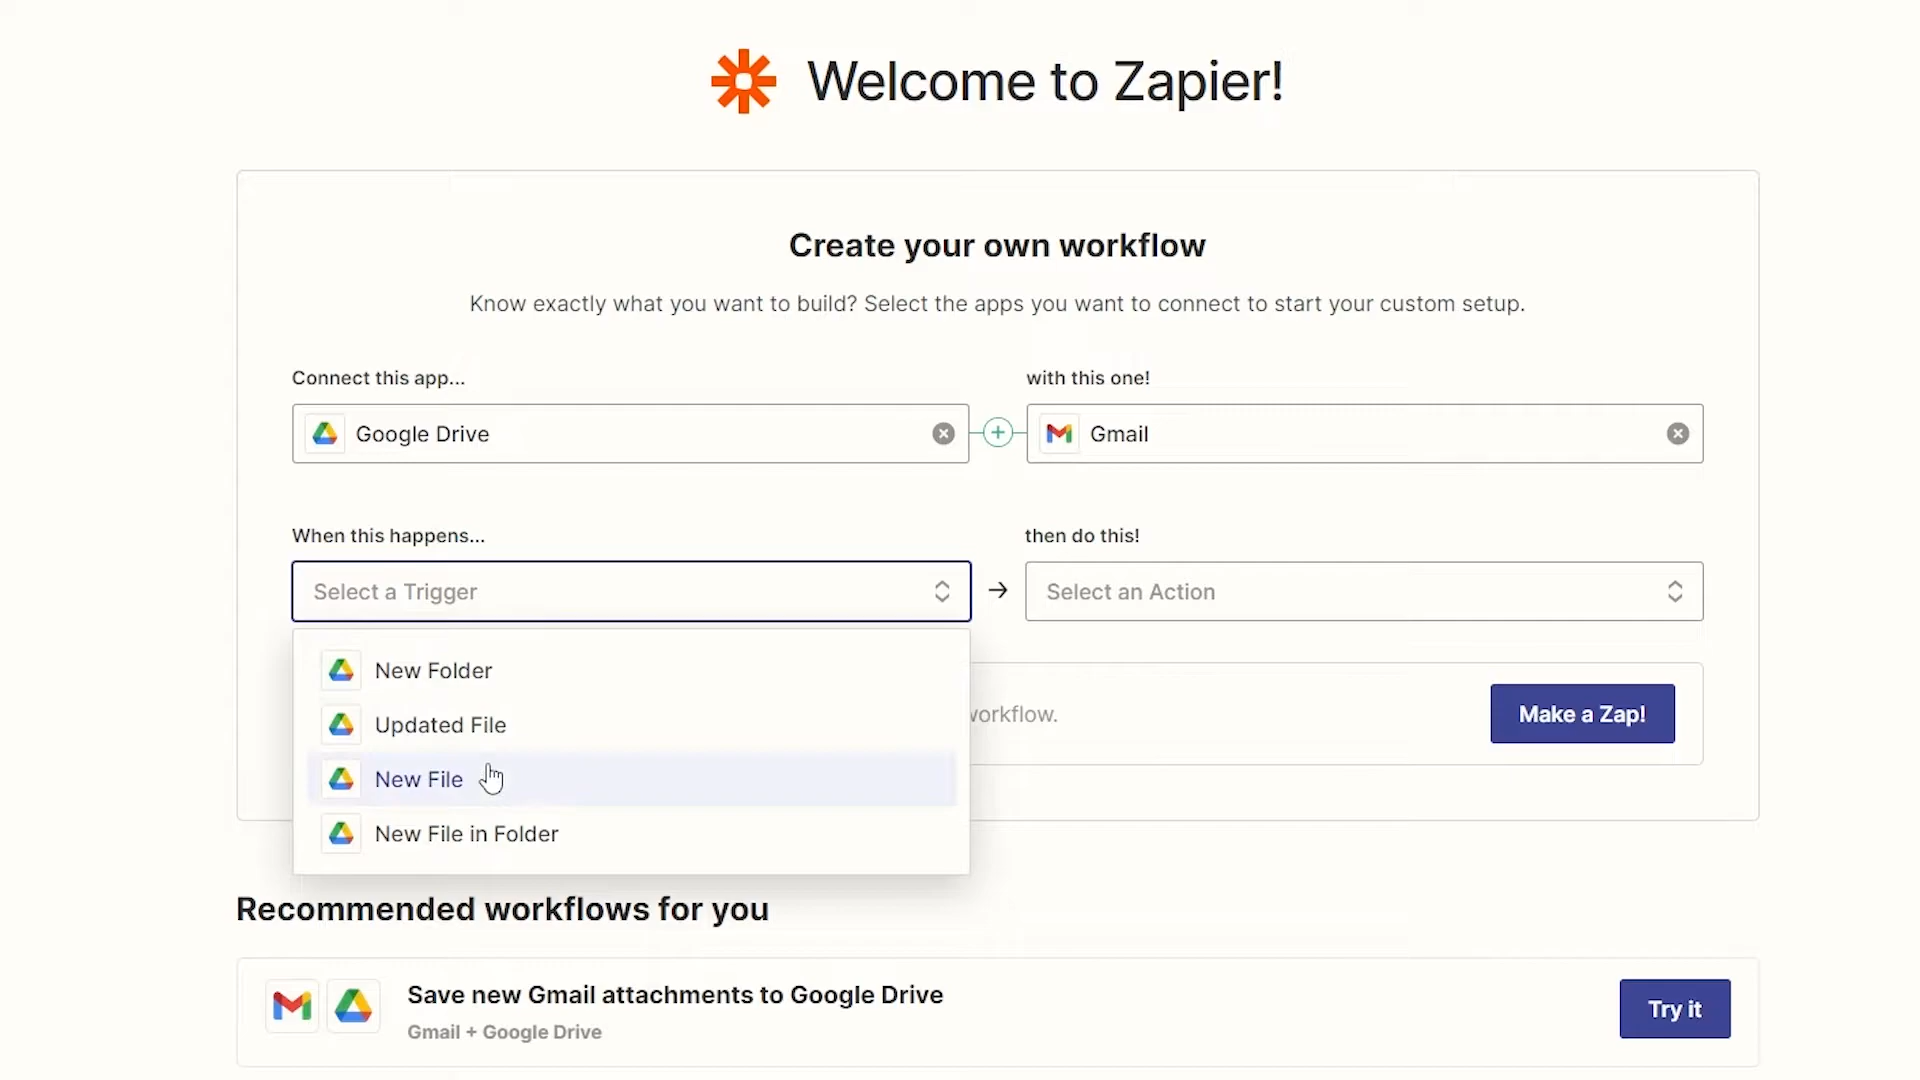 Welcome to Zapier!
Create your own workflow
Know exactly what you want to build? Select the apps you want to connect to start your custom setup.
Connect this app...
with this one!
Google Drive
Gmail
When this happens...
then do this!
Select a Trigger
Select an Action
New Folder
Updated File
New File
New File in Folder
workflow.
Make a Zap!
Recommended workflows for you
Save new Gmail attachments to Google Drive
Gmail + Google Drive
Try it